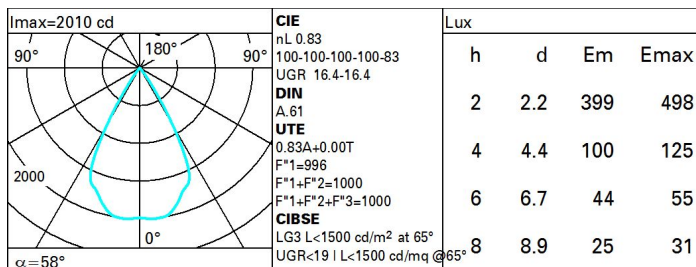 Imax=2010 cd
90° 180° 90°
2000
0°
α=58°
CIE
nL 0.83
100-100-100-100-83
UGR 16.4-16.4
DIN
A.61
UTE
0.83A+0.00T
F"1=996
F"1+F"2=1000
F"1+F"2+F"3=1000
CIBSE
LG3 L<1500 cd/m² at 65°
UGR<19 | L<1500 cd/mq @65°
Lux
h d Em Emax
2 2.2 399 498
4 4.4 100 125
6 6.7 44 55
8 8.9 25 31